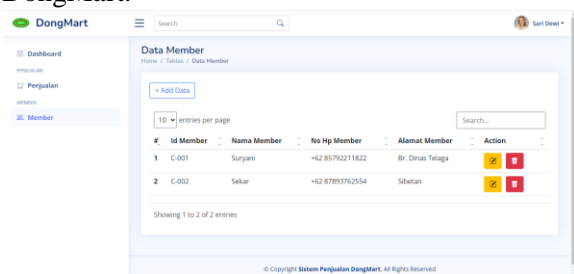 DongMart.
DongMart
Search
Sari Dewi
Dashboard
PENJUALAN
Penjualan
MEMBER
Member
Data Member
Home / Tables / Data Member
+ Add Data
10 entries per page
Search...
# Id Member Nama Member No Hp Member Alamat Member Action
1 C-001 Suryani +62 85792211822 Br. Dinas Telaga
2 C-002 Sekar +62 87893762554 Sibetan
Showing 1 to 2 of 2 entries
© Copyright Sistem Penjualan DongMart. All Rights Reserved